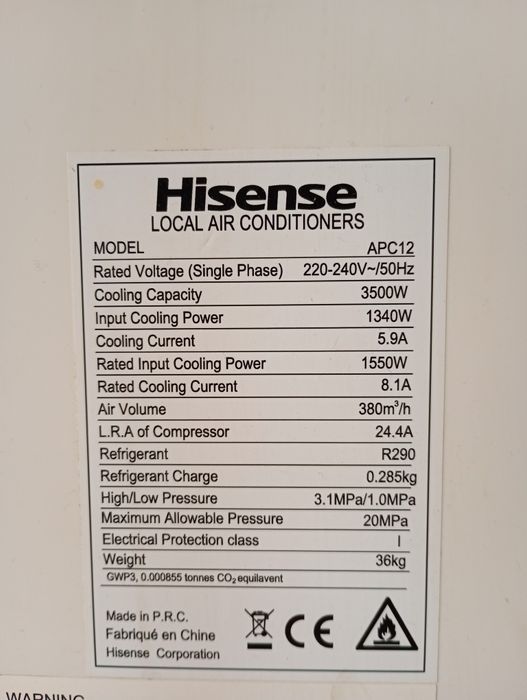 Hisense
LOCAL AIR CONDITIONERS
MODEL APC12
Rated Voltage (Single Phase) 220-240V~/50Hz
Cooling Capacity 3500W
Input Cooling Power 1340W
Cooling Current 5.9A
Rated Input Cooling Power 1550W
Rated Cooling Current 8.1A
Air Volume 380m³/h
L.R.A of Compressor 24.4A
Refrigerant R290
Refrigerant Charge 0.285kg
High/Low Pressure 3.1MPa/1.0MPa
Maximum Allowable Pressure 20MPa
Electrical Protection class I
Weight 36kg
GWP3, 0.000855 tonnes CO₂ equilavent
Made in P.R.C.
Fabriqué en Chine
Hisense Corporation
CE
WARNING